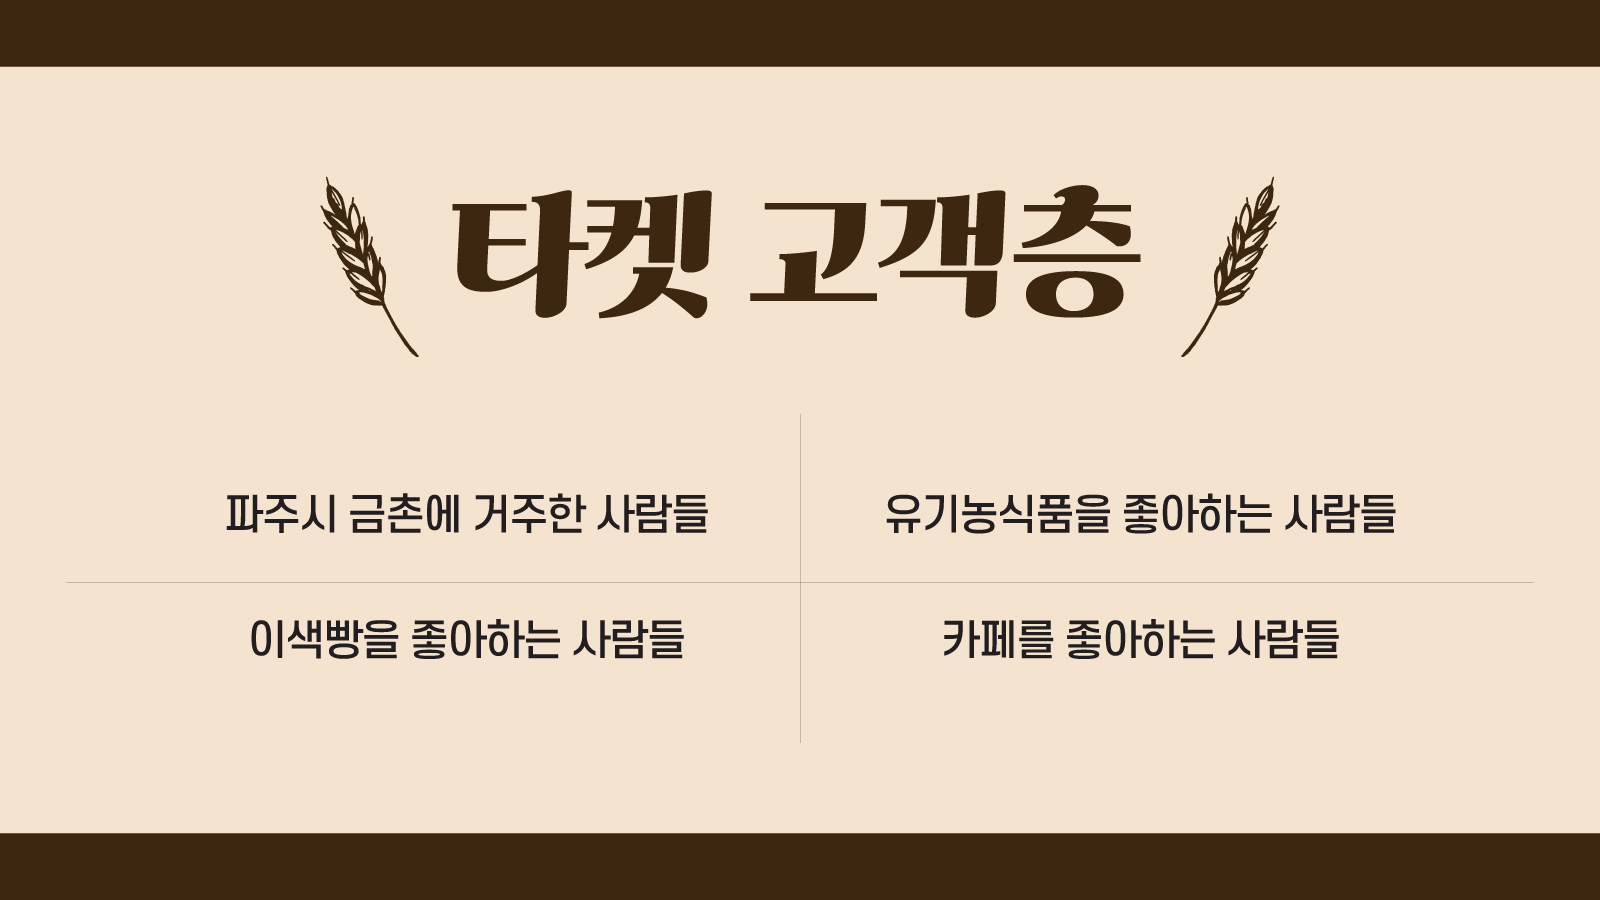 타켓 고객층
파주시 금촌에 거주한 사람들
유기농식품을 좋아하는 사람들
이색빵을 좋아하는 사람들
카페를 좋아하는 사람들